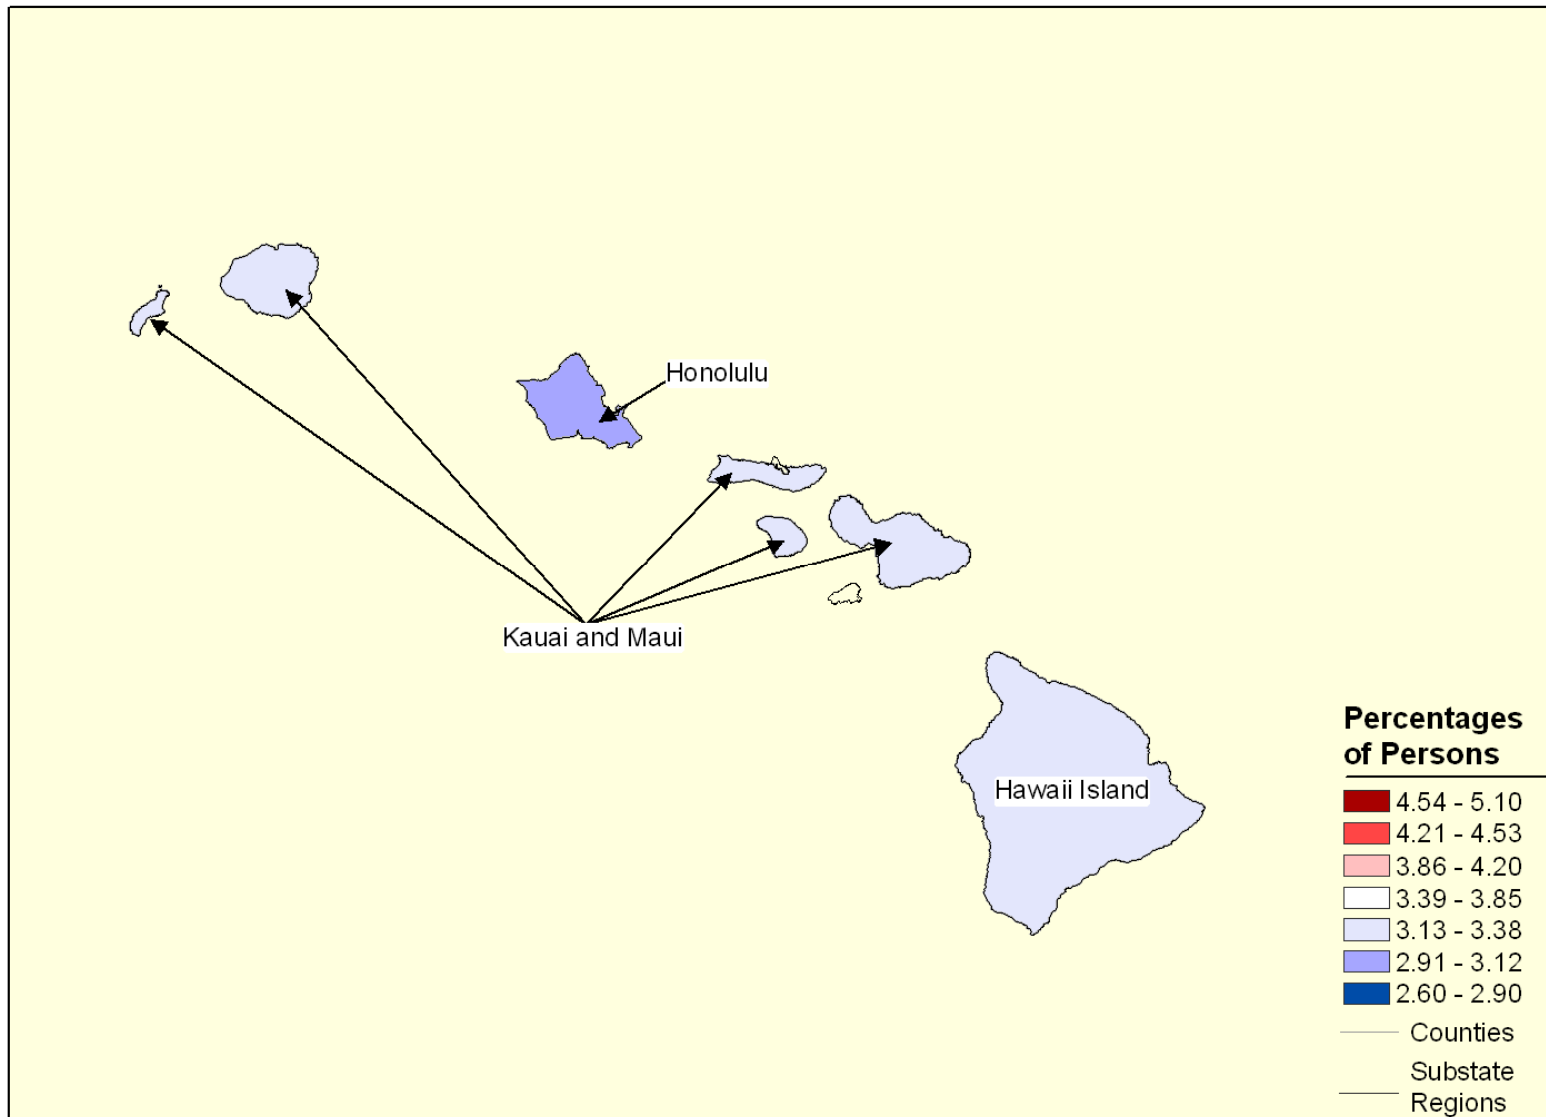 Honolulu
Kauai and Maui
Hawaii Island
Percentages
of Persons
4.54 - 5.10
4.21 - 4.53
3.86 - 4.20
3.39 - 3.85
3.13 - 3.38
2.91 - 3.12
2.60 - 2.90
Counties
Substate
Regions